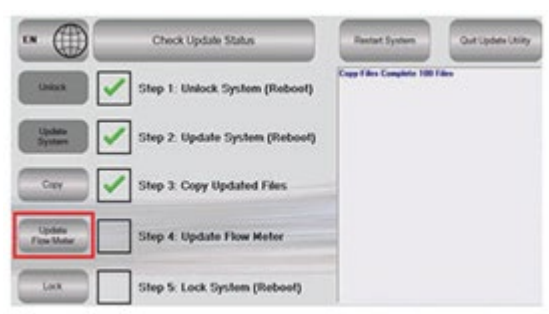 EN
Check Update Status
Restart System
Quit Update Utility
Unlock
Step 1: Unlock System (Reboot)
Copy Files Complete 100 Files
Update
System
Step 2: Update System (Reboot)
Copy
Step 3: Copy Updated Files
Update
Flow Meter
Step 4: Update Flow Meter
Lock
Step 5: Lock System (Reboot)